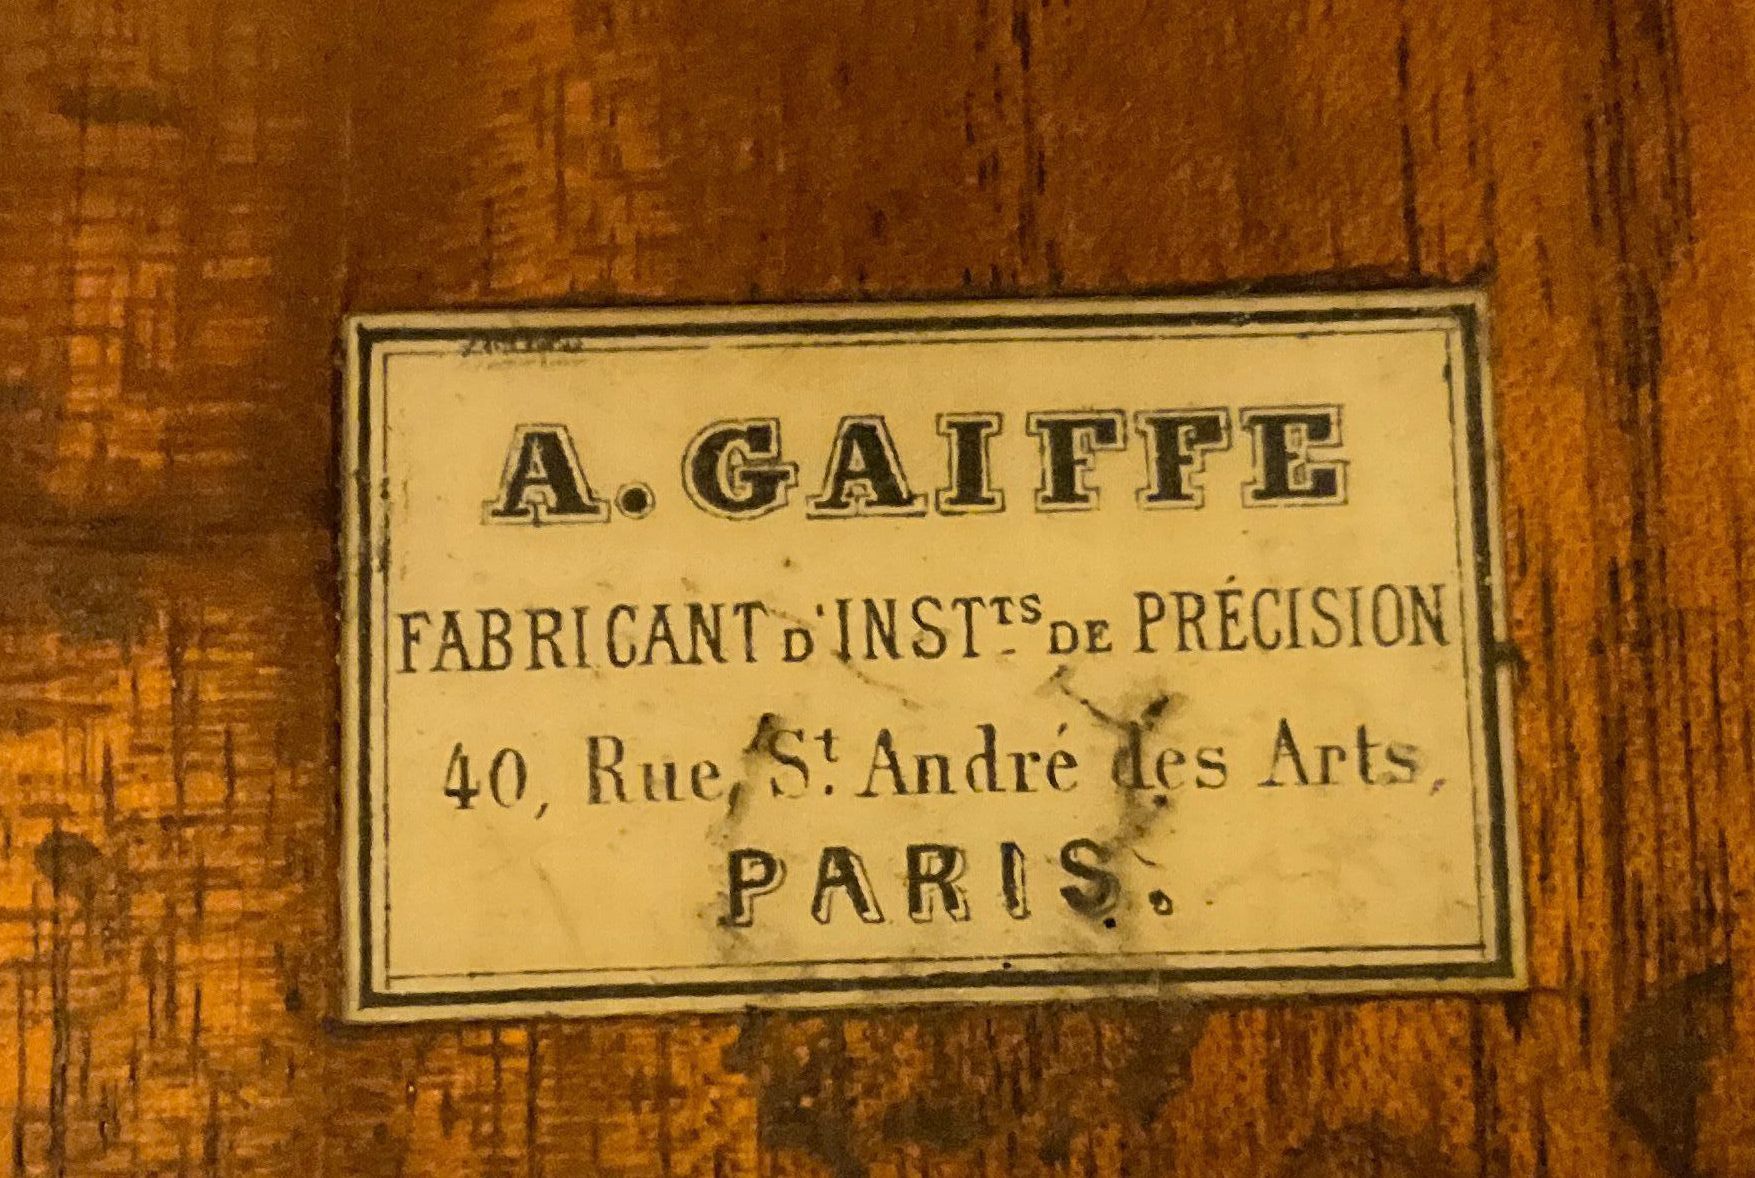 A. GAIFFE
FABRICANT D'INSTTS DE PRÉCISION
40, Rue, St. André des Arts,
PARIS.